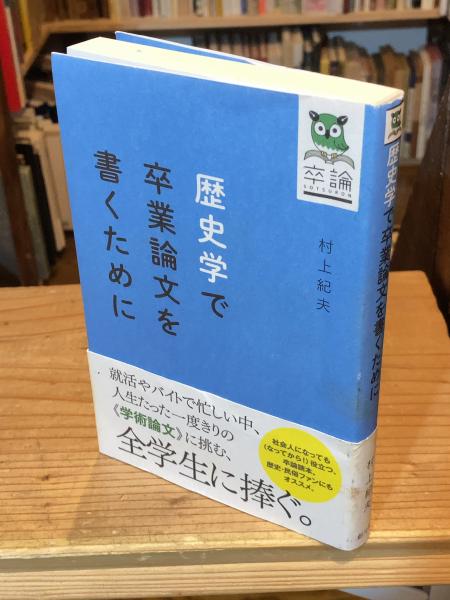 歴史学で
卒業論文を
書くために
卒論
SOTSURON
村上紀夫
就活やバイトで忙しい中、
人生たった一度きりの
《学術論文》に挑む、
全学生に捧ぐ。
社会人になっても
(なってから!)役立つ、
卒論読本。
歴史・民俗ファンにも
オススメ。
歴史学で卒業論文を書くために
村上紀夫